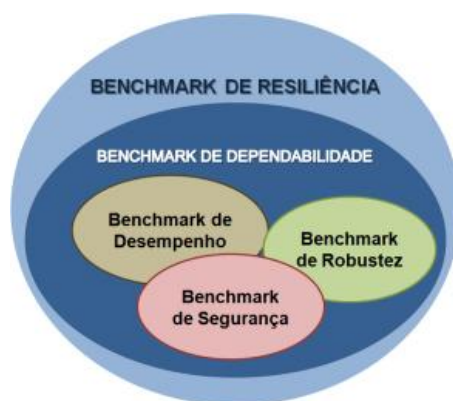 BENCHMARK DE RESILIÊNCIA
BENCHMARK DE DEPENDABILIDADE
Benchmark de
Desempenho
Benchmark
de Robustez
Benchmark
de Segurança